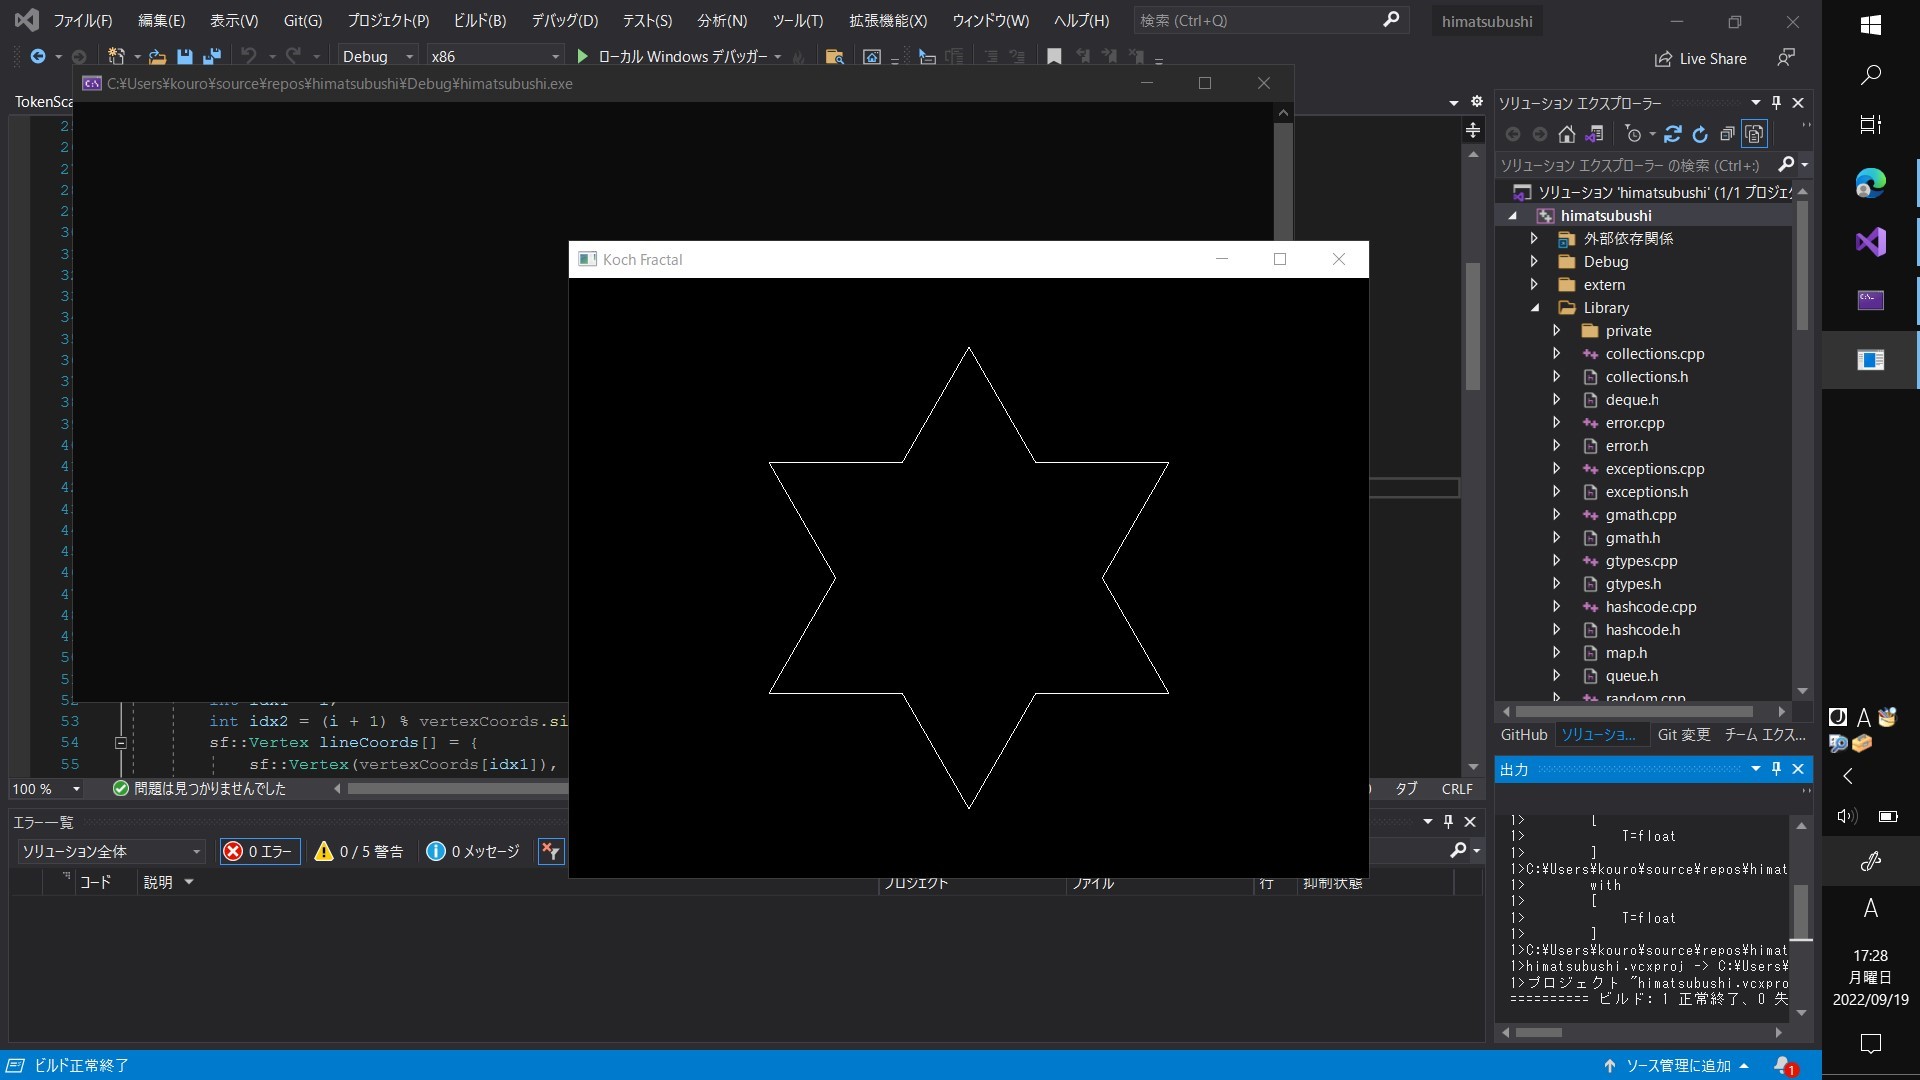 ファイル(F) 編集(E) 表示(V) Git(G) プロジェクト(P) ビルド(B) デバッグ(D) テスト(S) 分析(N) ツール(T) 拡張機能(X) ウィンドウ(W) ヘルプ(H) 検索 (Ctrl+Q) himatsubushi
Debug x86 ローカル Windows デバッガー Live Share
C:¥Users¥kouro¥source¥repos¥himatsubushi¥Debug¥himatsubushi.exe
TokenSca
Koch Fractal
53 int idx2 = (i + 1) % vertexCoords.si
54 sf::Vertex lineCoords[] = {
55 sf::Vertex(vertexCoords[idx1]),
100 % 問題は見つかりませんでした タブ CRLF
エラー一覧
ソリューション全体 0 エラー 0 / 5 警告 0 メッセージ
コード 説明 プロジェクト ファイル 行 抑制状態
ソリューション エクスプローラー
ソリューション エクスプローラー の検索 (Ctrl+:)
ソリューション 'himatsubushi' (1/1 プロジェ
himatsubushi
外部依存関係
Debug
extern
Library
private
collections.cpp
collections.h
deque.h
error.cpp
error.h
exceptions.cpp
exceptions.h
gmath.cpp
gmath.h
gtypes.cpp
gtypes.h
hashcode.cpp
hashcode.h
map.h
queue.h
random.cpp
GitHub ソリューショ... Git 変更 チーム エクス...
出力
1> [
1> T=float
1> ]
1>C:¥Users¥kouro¥source¥repos¥himat
1> with
1> [
1> T=float
1> ]
1>C:¥Users¥kouro¥source¥repos¥himat
1>himatsubushi.vcxproj -> C:¥Users¥
1>プロジェクト "himatsubushi.vcxpro
========== ビルド: 1 正常終了、0 失
ビルド正常終了 ソース管理に追加 1
A
A
17:28
月曜日
2022/09/19